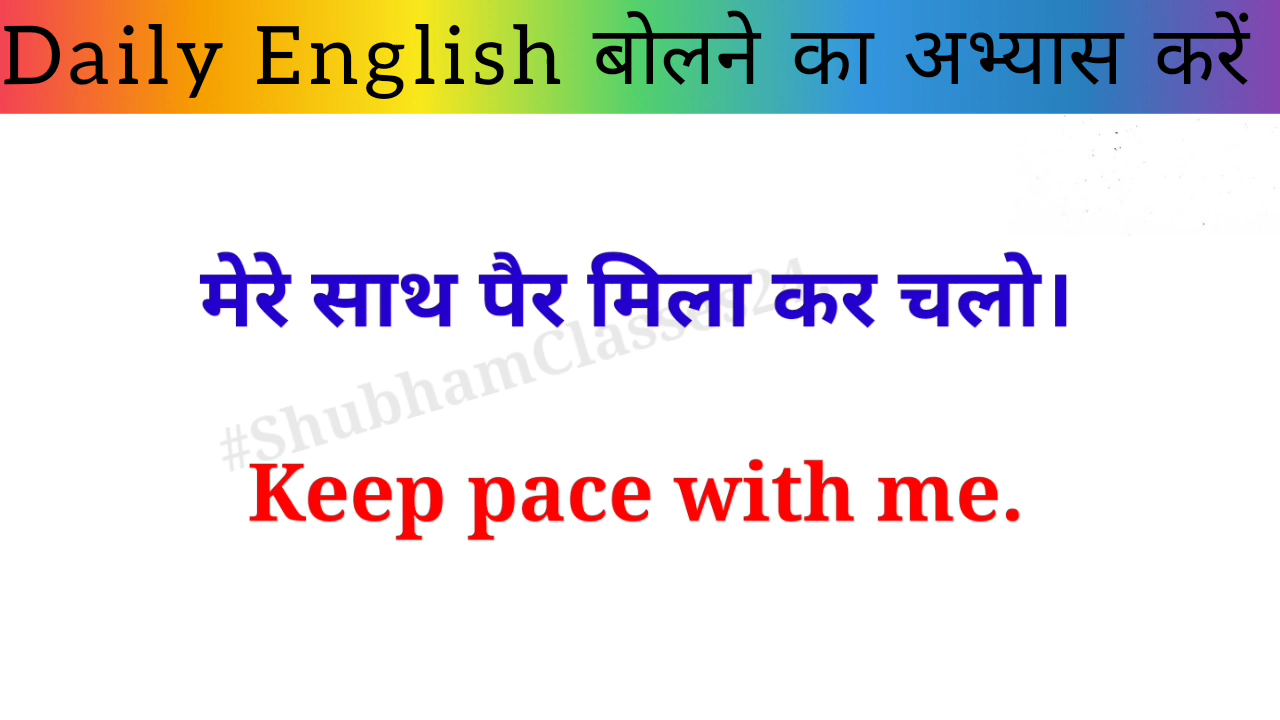 Daily English बोलने का अभ्यास करें
मेरे साथ पैर मिला कर चलो।
#ShubhamClasses24.
Keep pace with me.